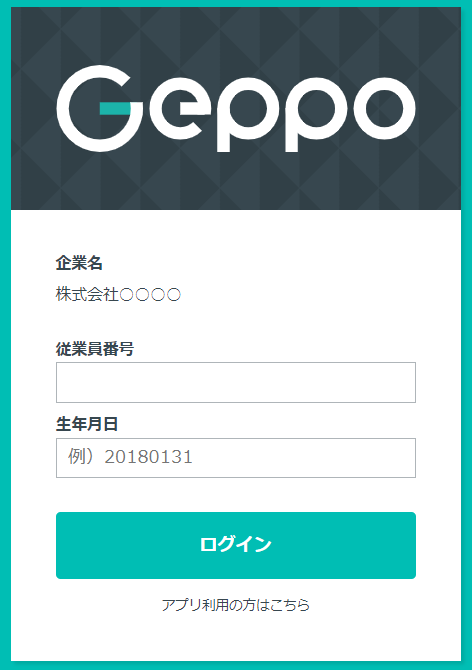 Geppo
企業名
株式会社○○○○
従業員番号
生年月日
例）20180131
ログイン
アプリ利用の方はこちら